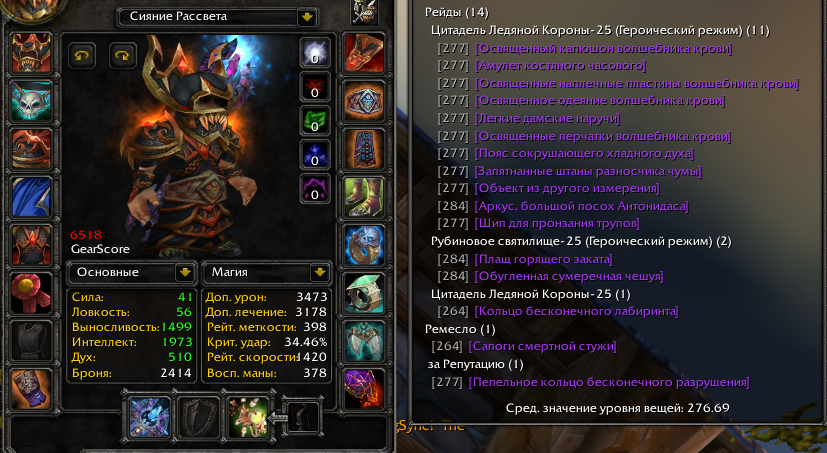 Сияние Рассвета
0
0
0
0
0
6518
GearScore
Основные
Магия
Сила: 41
Ловкость: 56
Выносливость: 1499
Интеллект: 1973
Дух: 510
Броня: 2414
Доп. урон: 3473
Доп. лечение: 3178
Рейт. меткости: 398
Крит. удар: 34.46%
Рейт. скорости: 1420
Восп. маны: 378
Рейды (14)
Цитадель Ледяной Короны-25 (Героический режим) (11)
[277] [Освященный капюшон волшебника крови]
[277] [Амулет костяного часового]
[277] [Освященные наплечные пластины волшебника крови]
[277] [Освященное одеяние волшебника крови]
[277] [Легкие дамские наручи]
[277] [Освященные перчатки волшебника крови]
[277] [Пояс сокрушающего хладного духа]
[277] [Запятнанные штаны разносчика чумы]
[277] [Объект из другого измерения]
[284] [Аркус, большой посох Антонидаса]
[277] [Шип для пронзания трупов]
Рубиновое святилище-25 (Героический режим) (2)
[284] [Плащ горящего заката]
[284] [Обугленная сумеречная чешуя]
Цитадель Ледяной Короны-25 (1)
[264] [Кольцо бесконечного лабиринта]
Ремесло (1)
[264] [Сапоги смертной стужи]
за Репутацию (1)
[277] [Пепельное кольцо бесконечного разрушения]
Сред. значение уровня вещей: 276.69
gSync! The